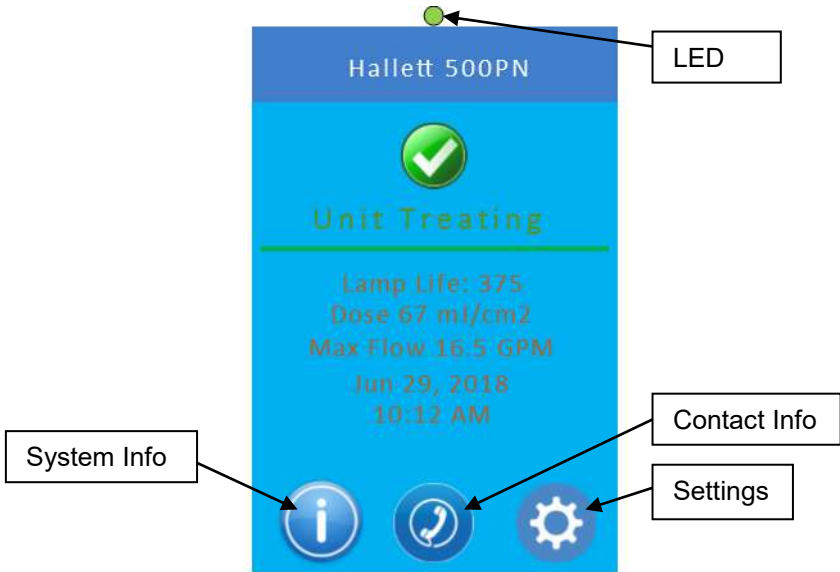 LED
Hallett 500PN
Unit Treating
Lamp Life: 375
Dose 67 mJ/cm2
Max Flow 16.5 GPM
Jun 29, 2018
10:12 AM
Contact Info
System Info
Settings